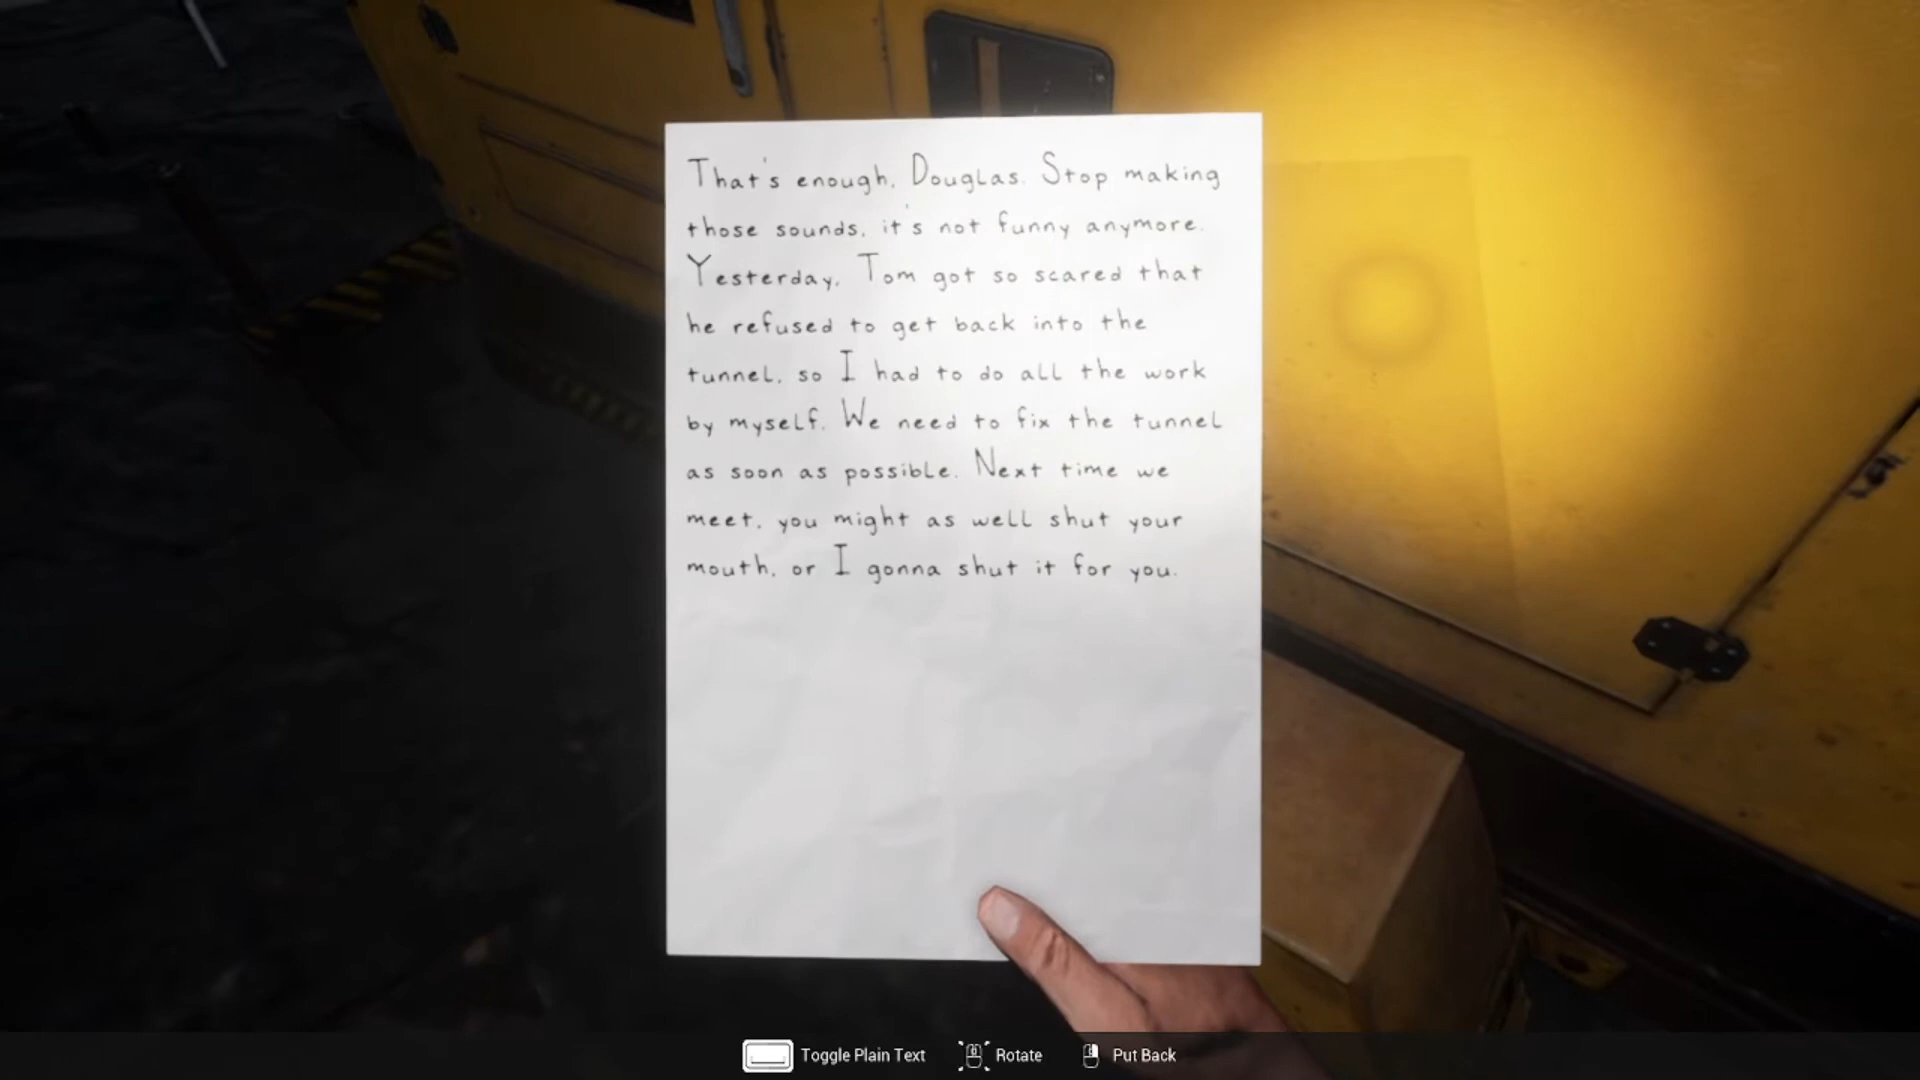 That's enough, Douglas. Stop making
those sounds, it's not funny anymore.
Yesterday, Tom got so scared that
he refused to get back into the
tunnel, so I had to do all the work
by myself. We need to fix the tunnel
as soon as possible. Next time we
meet, you might as well shut your
mouth, or I gonna shut it for you.
Toggle Plain Text Rotate Put Back